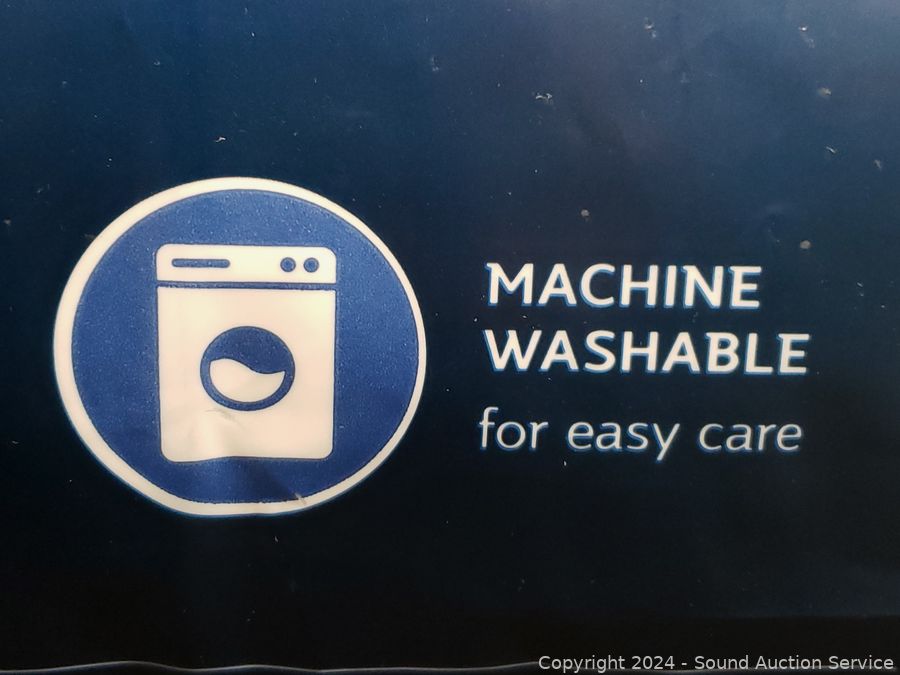 MACHINE
WASHABLE
for easy care
Copyright 2024 - Sound Auction Service